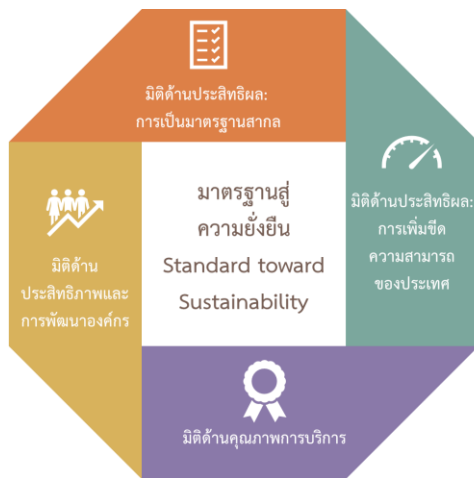 มิติด้านประสิทธิผล:
การเป็นมาตรฐานสากล
มิติด้านประสิทธิผล:
การเพิ่มขีด
ความสามารถ
ของประเทศ
มาตรฐานสู่
ความยั่งยืน
Standard toward
Sustainability
มิติด้าน
ประสิทธิภาพและ
การพัฒนาองค์กร
มิติด้านคุณภาพการบริการ